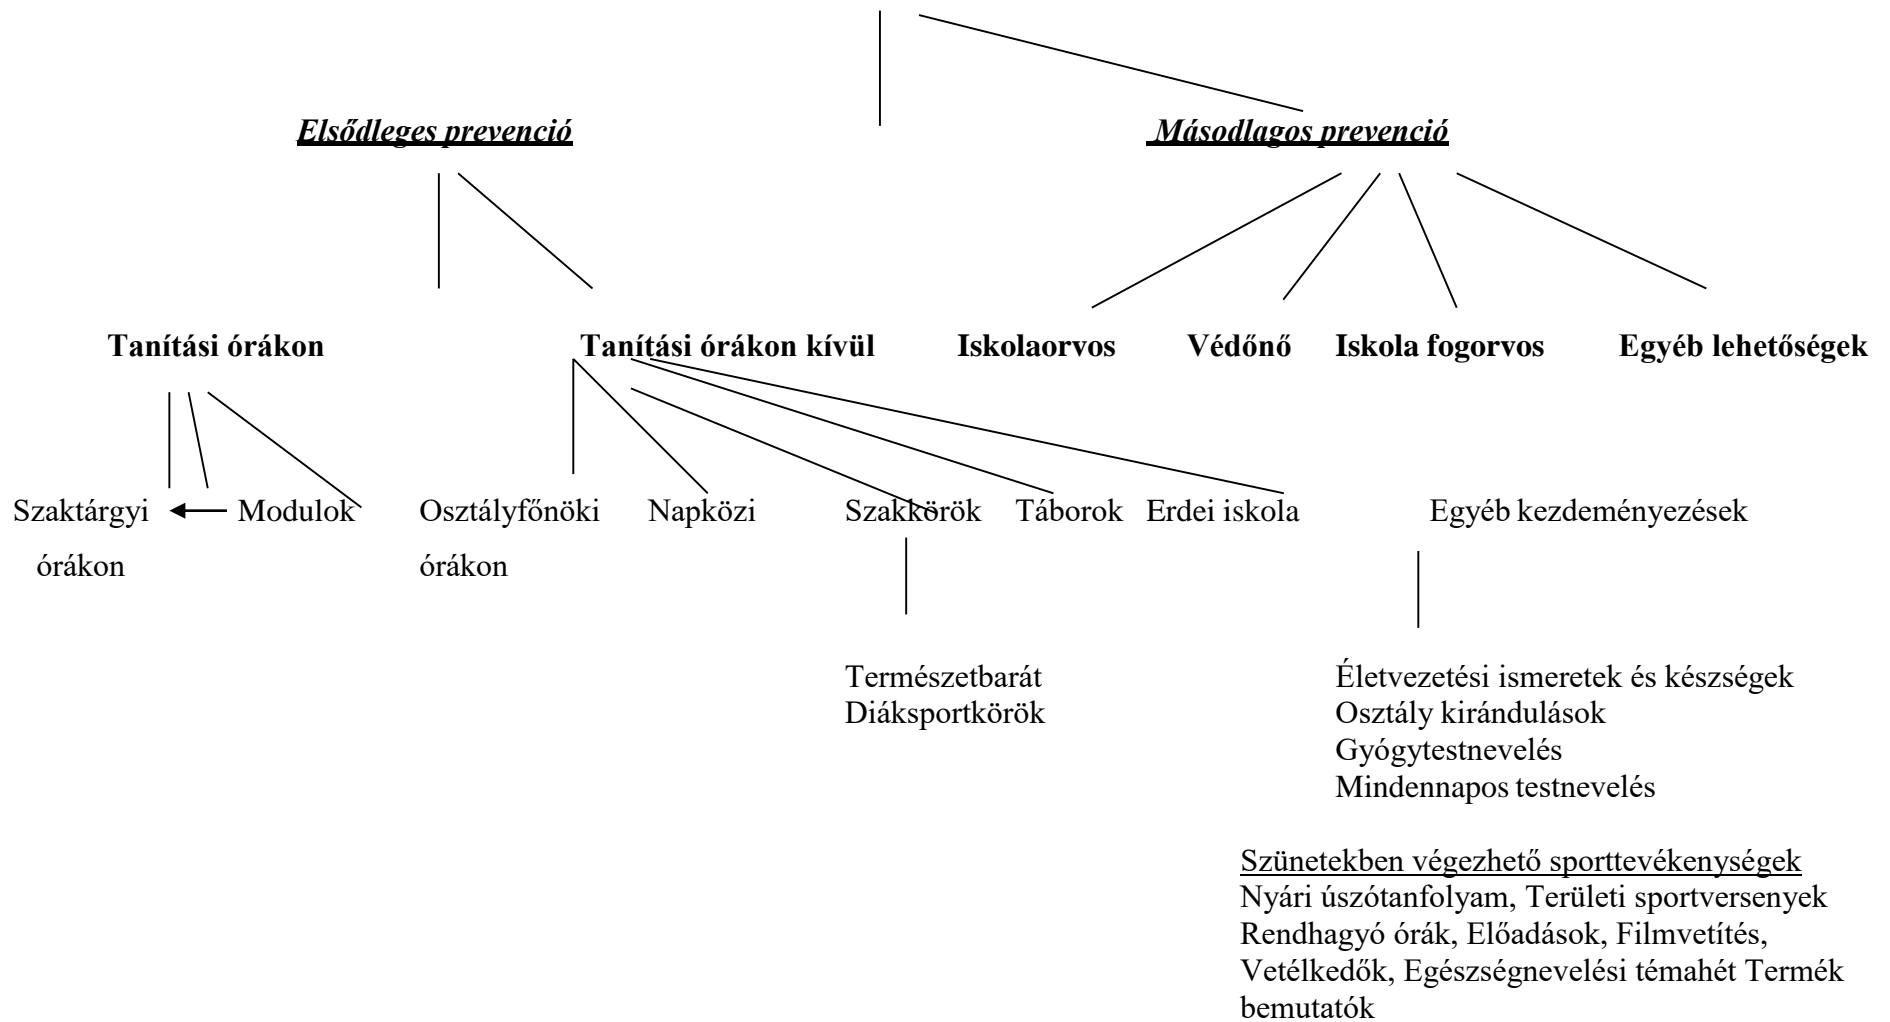 Elsődleges prevenció Másodlagos prevenció
Tanítási órákon Tanítási órákon kívül Iskolaorvos Védőnő Iskola fogorvos Egyéb lehetőségek
Szaktárgyi Modulok Osztályfőnöki Napközi Szakkörök Táborok Erdei iskola Egyéb kezdeményezések
órákon órákon
Természetbarát Életvezetési ismeretek és készségek
Diáksportkörök Osztály kirándulások
Gyógytestnevelés
Mindennapos testnevelés
Szünetekben végezhető sporttevékenységek
Nyári úszótanfolyam, Területi sportversenyek
Rendhagyó órák, Előadások, Filmvetítés,
Vetélkedők, Egészségnevelési témahét Termék
bemutatók